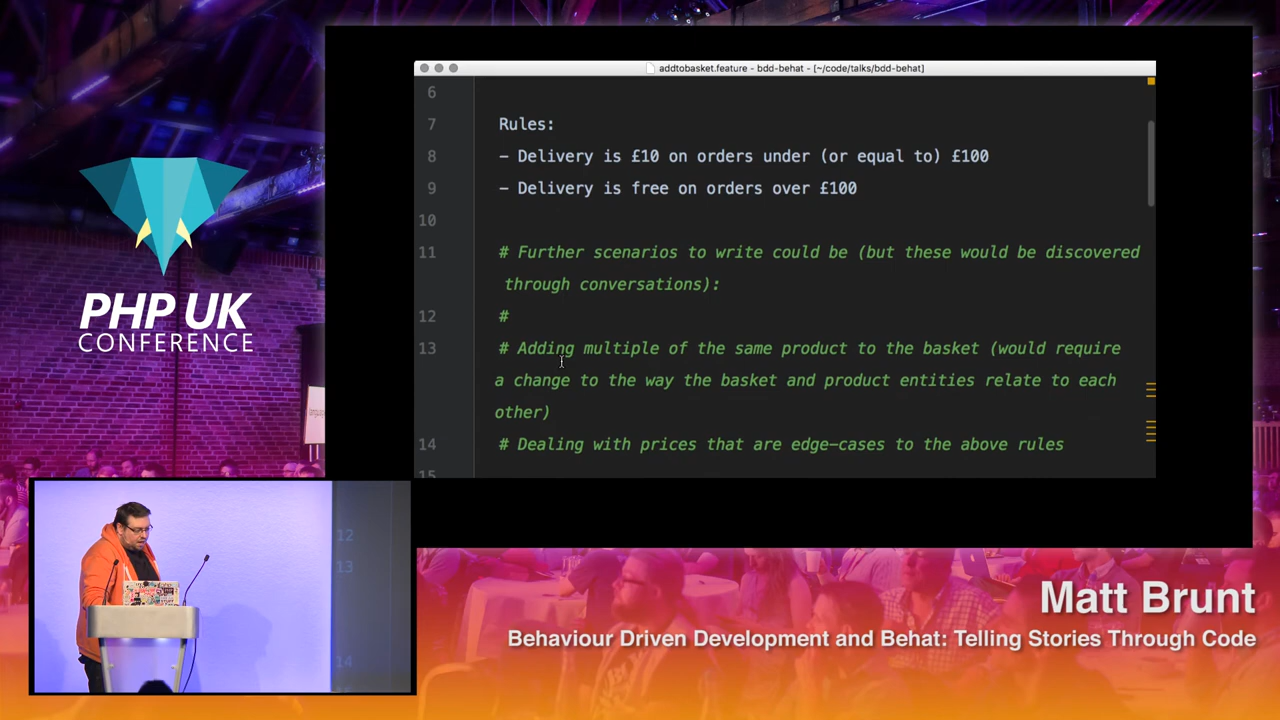 addtobasket.feature - bdd-behat - [~/code/talks/bdd-behat]
6
7 Rules:
8 - Delivery is £10 on orders under (or equal to) £100
9 - Delivery is free on orders over £100
10
11 # Further scenarios to write could be (but these would be discovered
through conversations):
12 #
13 # Adding multiple of the same product to the basket (would require
a change to the way the basket and product entities relate to each
other)
14 # Dealing with prices that are edge-cases to the above rules
15
PHP UK
CONFERENCE
12
13
14
Matt Brunt
Behaviour Driven Development and Behat: Telling Stories Through Code